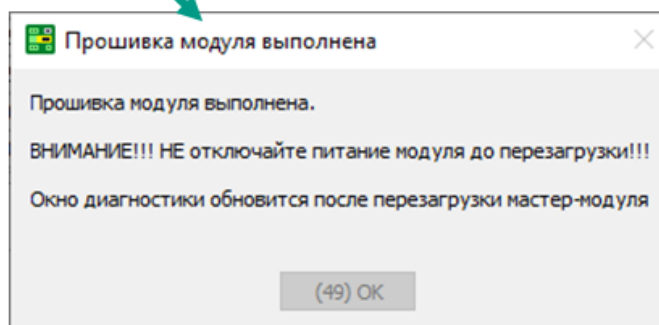 Прошивка модуля выполнена
Прошивка модуля выполнена.
ВНИМАНИЕ!!! НЕ отключайте питание модуля до перезагрузки!!!
Окно диагностики обновится после перезагрузки мастер-модуля
(49) OK